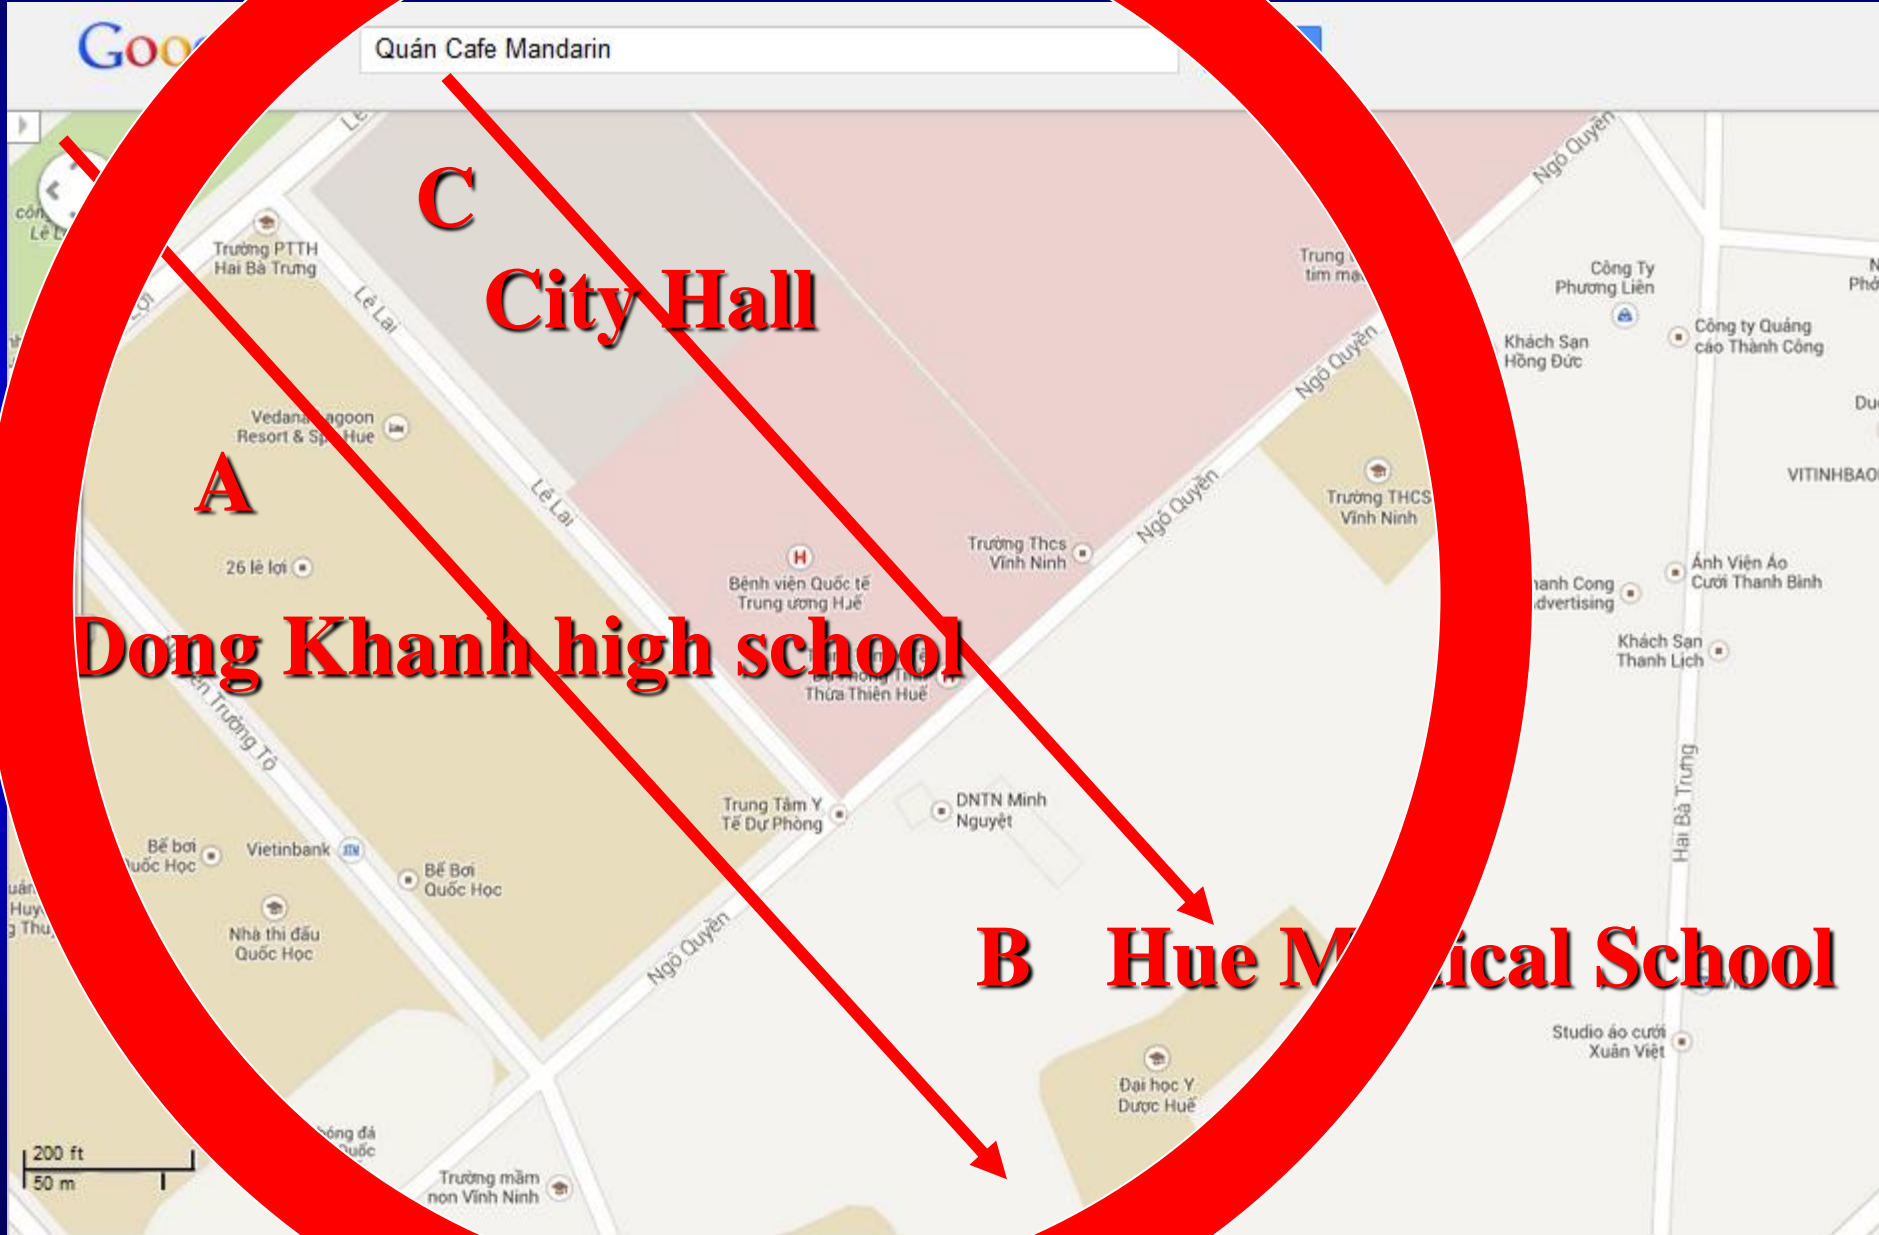 Quán Cafe Mandarin
Ngô Quyền
C
Trường PTTH
Hai Bà Trưng
Lê Lai
City Hall
Công Ty
Phương Liên
Khách Sạn
Hồng Đức
Công ty Quảng
cáo Thành Công
Ngô Quyền
Vedana Lagoon
Resort & Spa Hue
A
Lê Lai
Ngô Quyền
Trường THCS
Vĩnh Ninh
26 lê lợi
Trường Thcs
Vĩnh Ninh
Bệnh viện Quốc tế
Trung ương Huế
Ảnh Viện Áo
Cưới Thanh Bình
Dong Khanh high school
Khách Sạn
Thanh Lịch
Thừa Thiên Huế
Trường Tộ
Hai Bà Trưng
Trung Tâm Y
Tế Dự Phòng
DNTN Minh
Nguyệt
Bể bơi
Học
Vietinbank
Bể Bơi
Quốc Học
Nhà thi đấu
Quốc Học
Ngô Quyền
B
Hue Medical School
Studio áo cưới
Xuân Việt
Đại học Y
Dược Huế
200 ft
50 m
Trường mầm
non Vĩnh Ninh